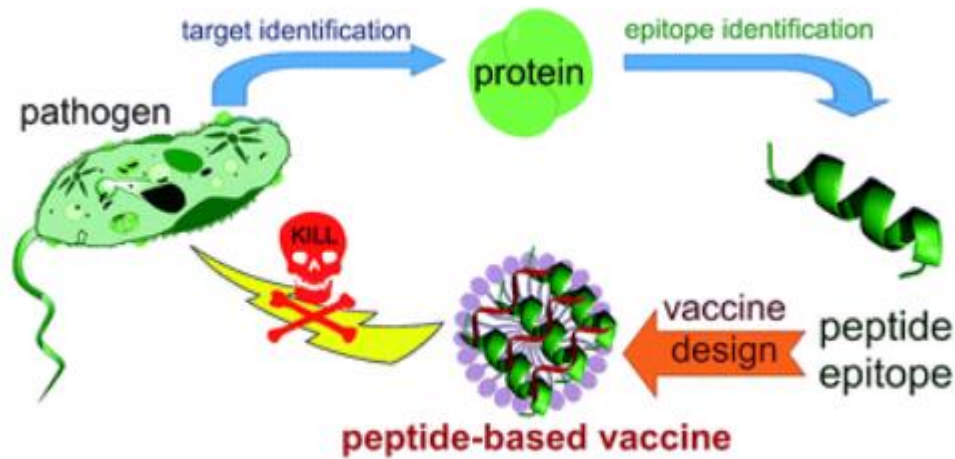 target identification
protein
epitope identification
pathogen
KILL
vaccine
design
peptide
epitope
peptide-based vaccine